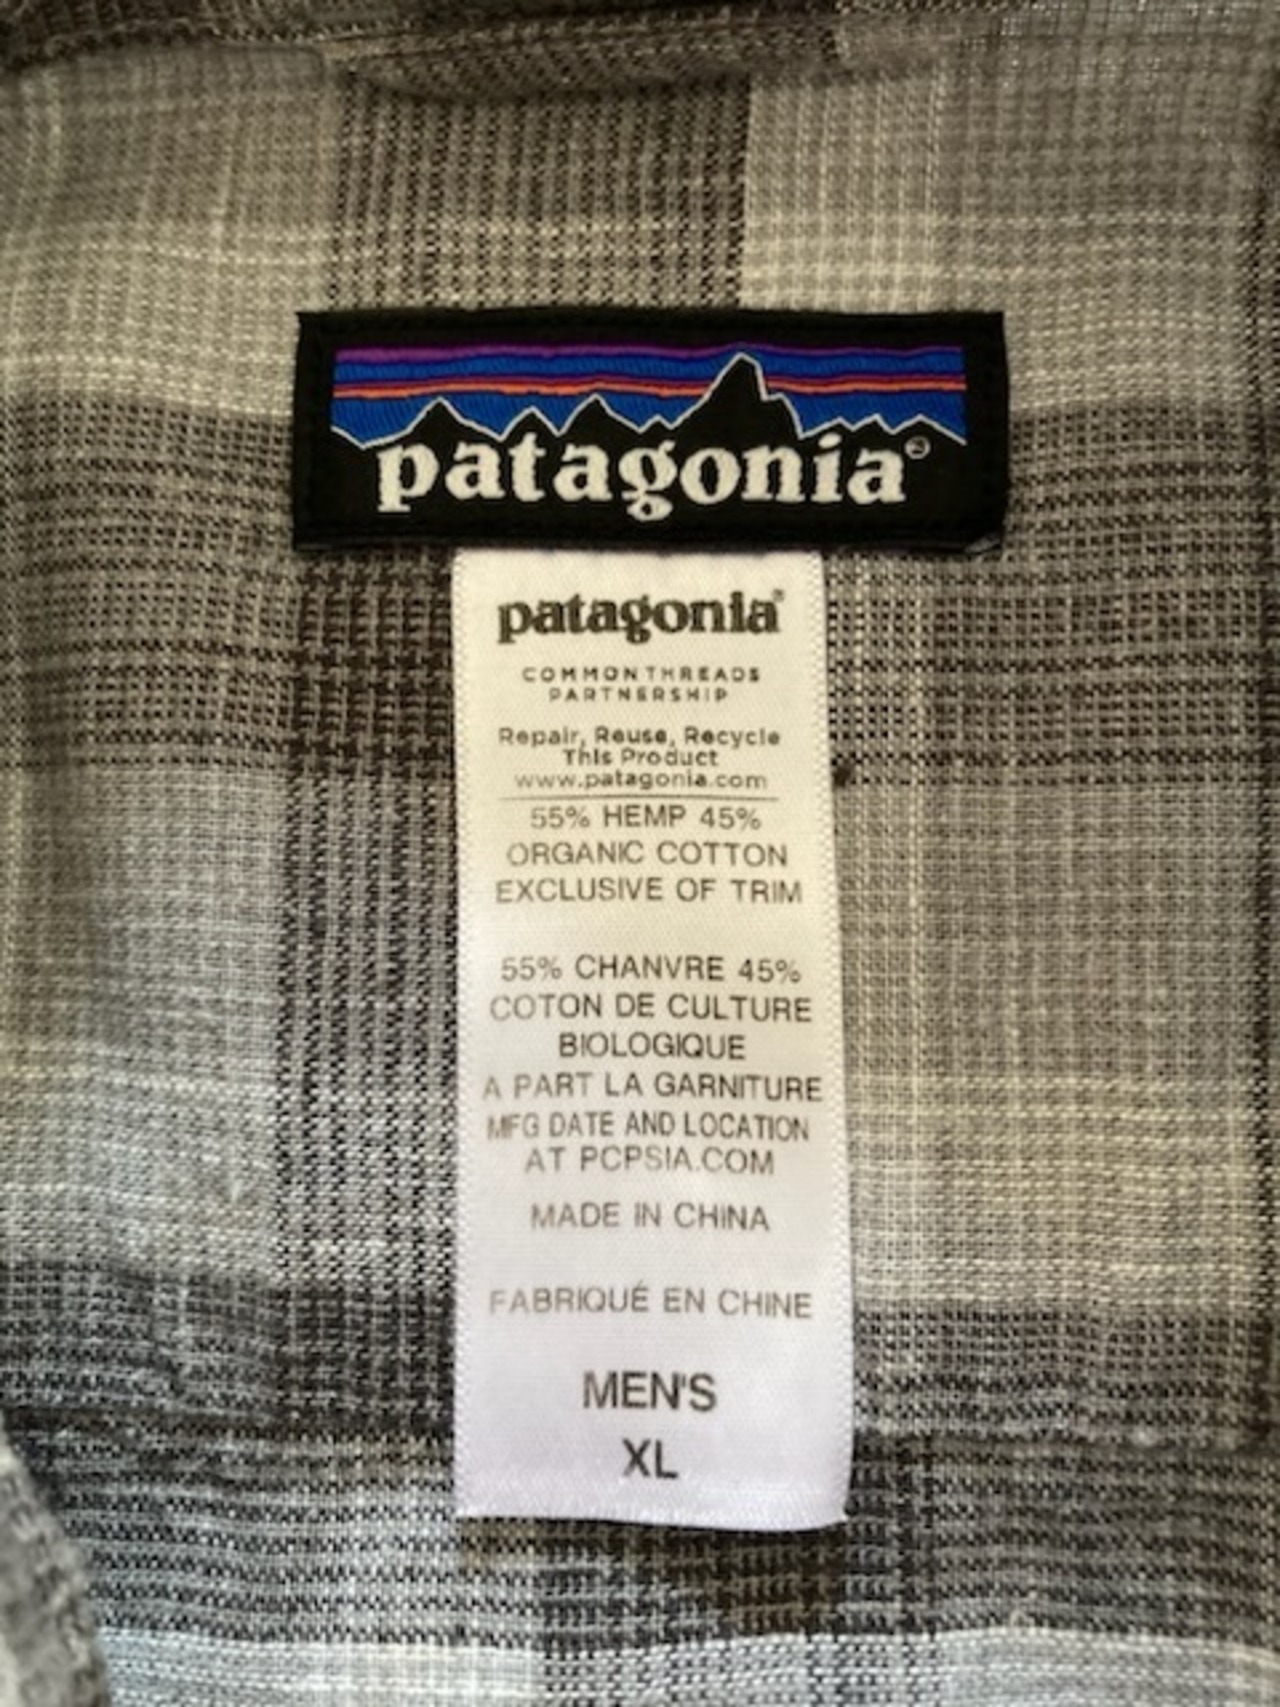 patagonia®
patagonia®
COMMON THREADS
PARTNERSHIP
Repair, Reuse, Recycle
This Product
www.patagonia.com
55% HEMP 45%
ORGANIC COTTON
EXCLUSIVE OF TRIM
55% CHANVRE 45%
COTON DE CULTURE
BIOLOGIQUE
A PART LA GARNITURE
MFG DATE AND LOCATION
AT PCPSIA.COM
MADE IN CHINA
FABRIQUÉ EN CHINE
MEN'S
XL